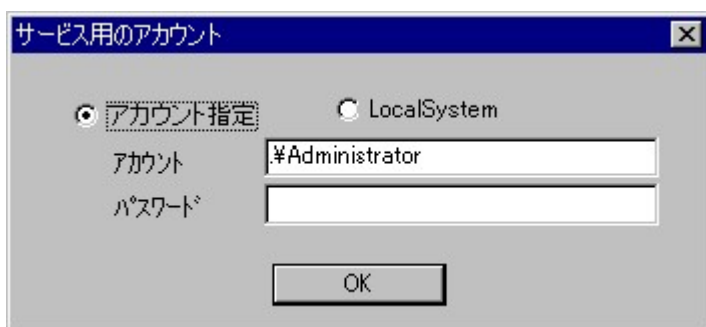 サービス用のアカウント
アカウント指定 LocalSystem
アカウント .¥Administrator
パスワード
OK